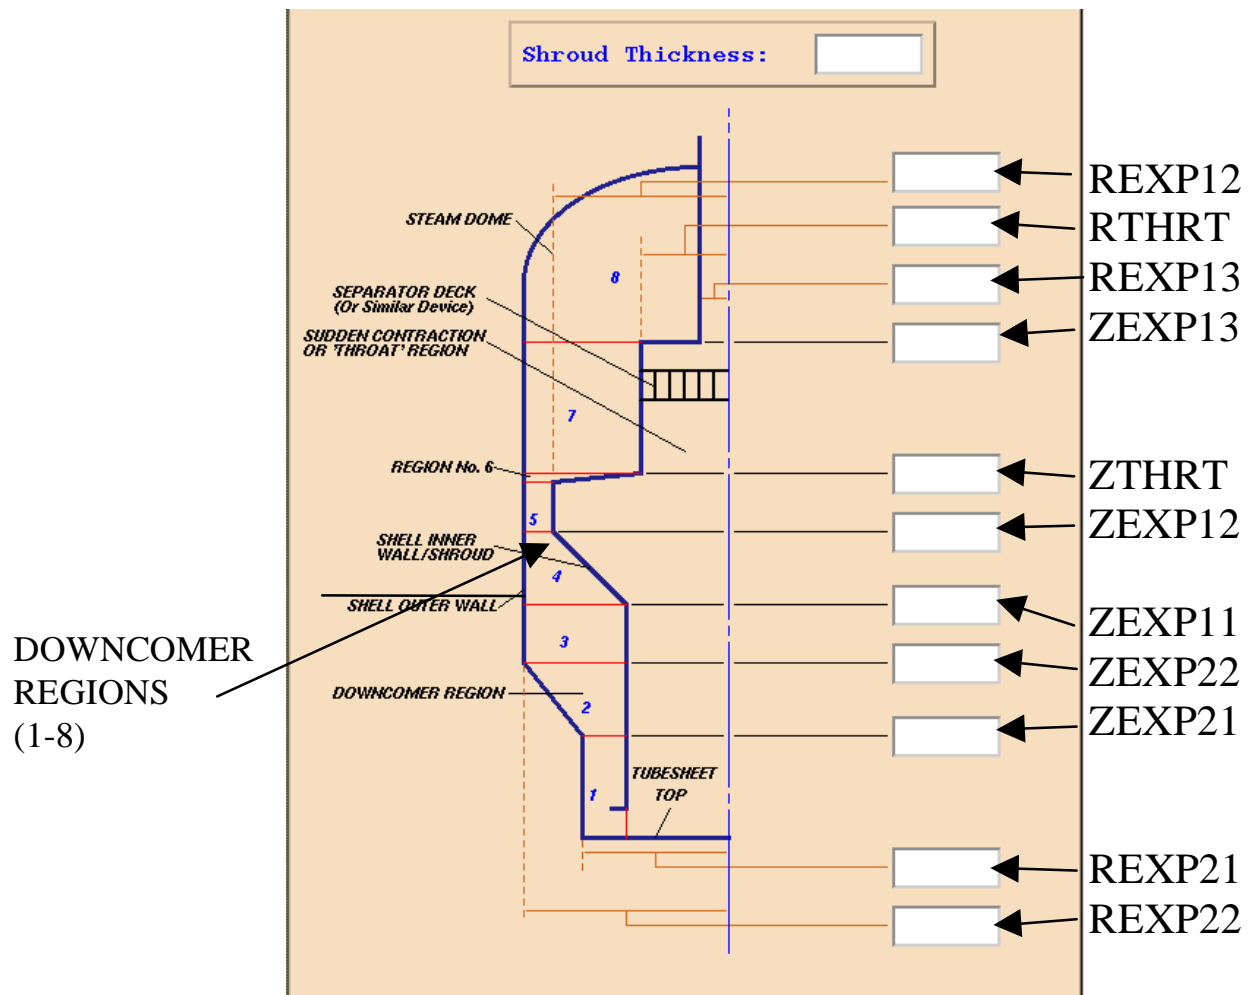 Shroud Thickness:
REXP12
RTHRT
STEAM DOME
REXP13
8
SEPARATOR DECK
(Or Similar Device)
ZEXP13
SUDDEN CONTRACTION
OR 'THROAT' REGION
7
REGION No. 6
ZTHRT
5
ZEXP12
SHELL INNER
WALL/SHROUD
4
SHELL OUTER WALL
ZEXP11
3
DOWNCOMER
REGIONS
(1-8)
ZEXP22
DOWNCOMER REGION
2
ZEXP21
TUBESHEET
TOP
1
REXP21
REXP22